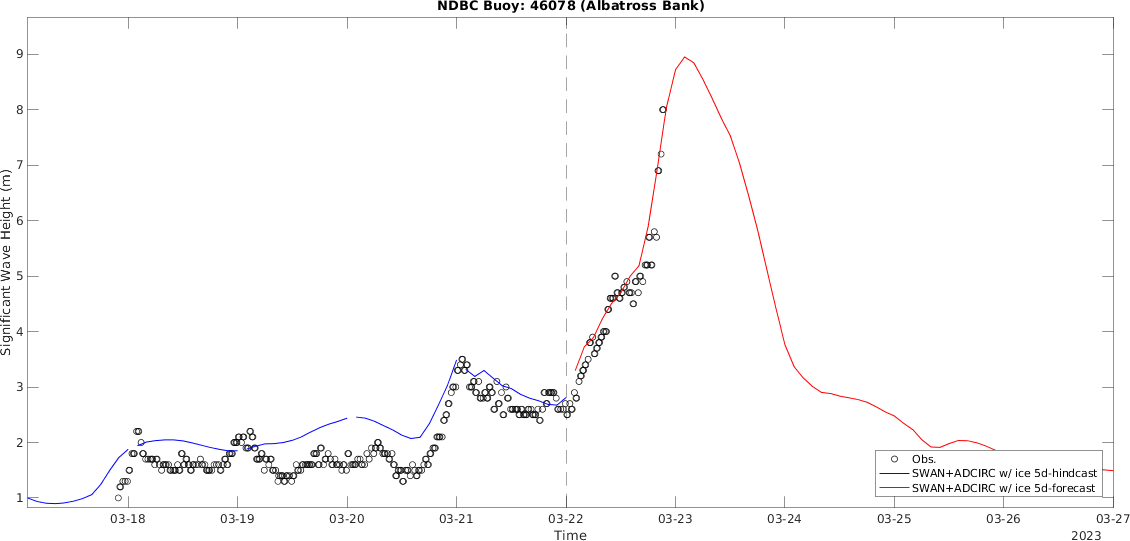 NDBC Buoy: 46078 (Albatross Bank)
Significant Wave Height (m)
9
8
7
6
5
4
3
2
1
Obs.
SWAN+ADCIRC w/ ice 5d-hindcast
SWAN+ADCIRC w/ ice 5d-forecast
03-18 03-19 03-20 03-21 03-22 03-23 03-24 03-25 03-26 03-27
Time
2023